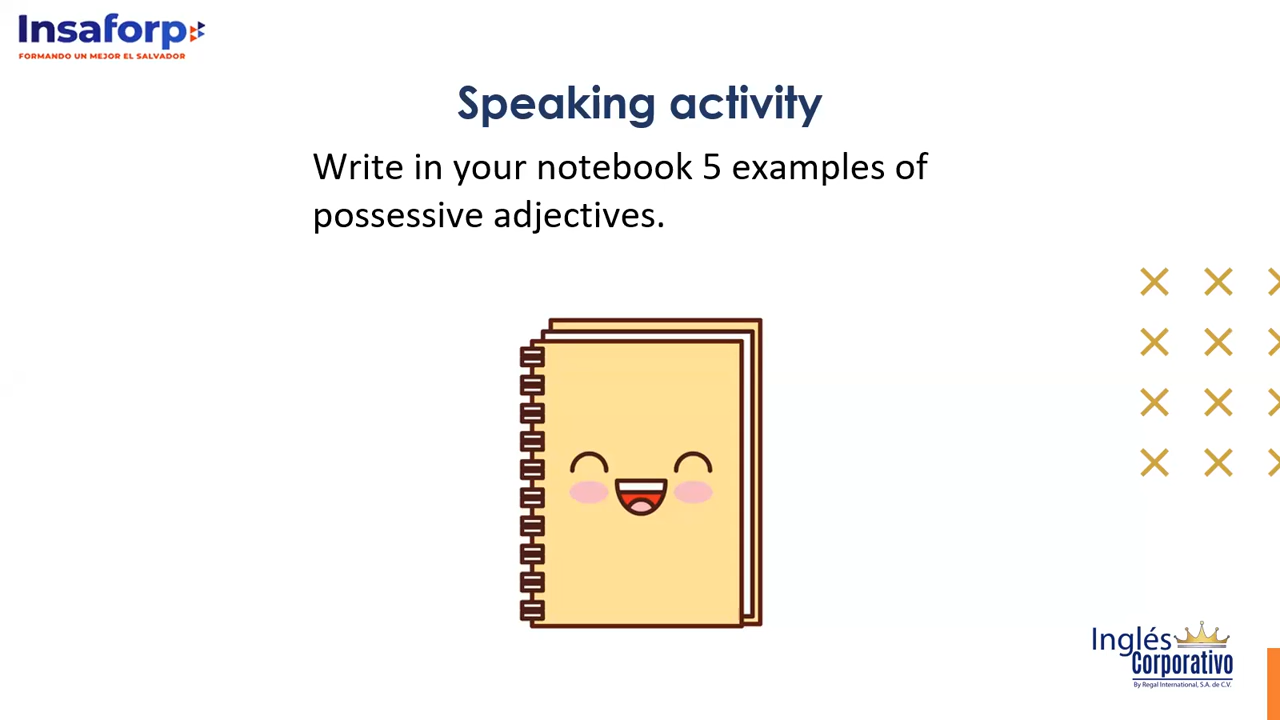 Insaforp
FORMANDO UN MEJOR EL SALVADOR
Speaking activity
Write in your notebook 5 examples of
possessive adjectives.
Inglés
Corporativo
By Regal International, S.A. de C.V.